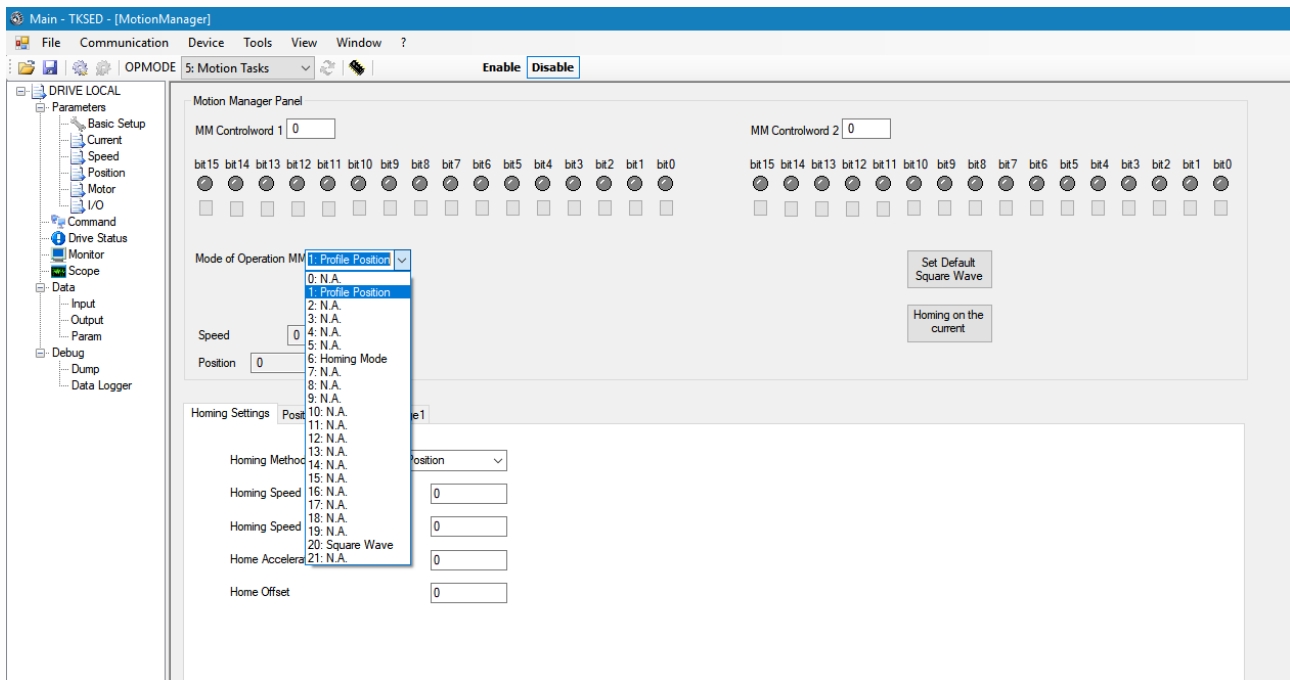 Main - TKSED - [MotionManager]
File Communication Device Tools View Window ?
OPMODE 5: Motion Tasks Enable Disable
DRIVE LOCAL
Parameters
Basic Setup
Current
Speed
Position
Motor
I/O
Command
Drive Status
Monitor
Scope
Data
Input
Output
Param
Debug
Dump
Data Logger
Motion Manager Panel
MM Controlword 1 0
bit15 bit14 bit13 bit12 bit11 bit10 bit9 bit8 bit7 bit6 bit5 bit4 bit3 bit2 bit1 bit0
MM Controlword 2 0
bit15 bit14 bit13 bit12 bit11 bit10 bit9 bit8 bit7 bit6 bit5 bit4 bit3 bit2 bit1 bit0
Mode of Operation MM 1: Profile Position
0: N.A.
1: Profile Position
2: N.A.
3: N.A.
4: N.A.
5: N.A.
6: Homing Mode
7: N.A.
8: N.A.
9: N.A.
10: N.A.
11: N.A.
12: N.A.
13: N.A.
14: N.A.
15: N.A.
16: N.A.
17: N.A.
18: N.A.
19: N.A.
20: Square Wave
21: N.A.
Set Default
Square Wave
Homing on the
current
Speed 0
Position 0
Homing Settings Posit e1
Homing Method Position
Homing Speed 0
Homing Speed 0
Home Accelera 0
Home Offset 0